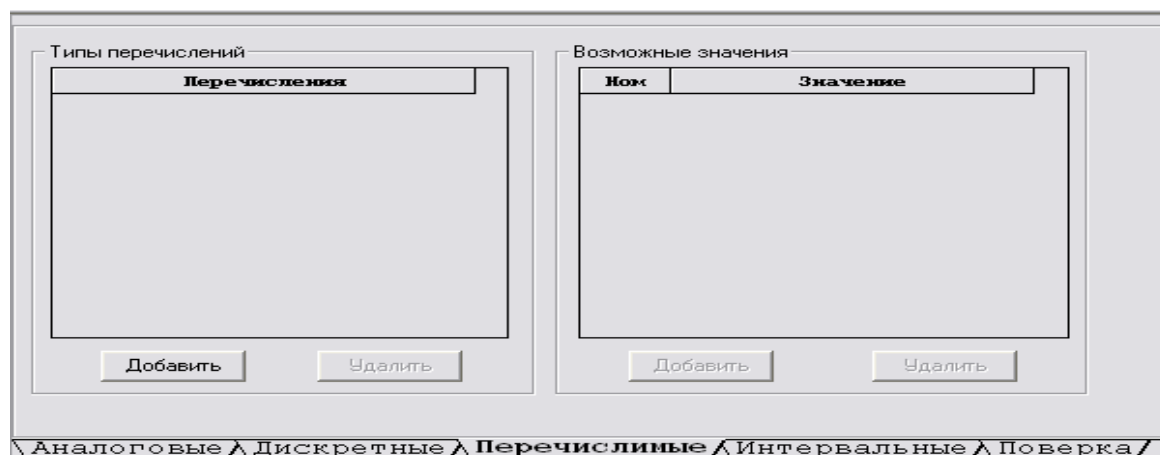 Типы перечислений
Перечисления
Добавить Удалить
Возможные значения
Ном Значение
Добавить Удалить
Аналоговые Дискретные Перечислимые Интервальные Поверка